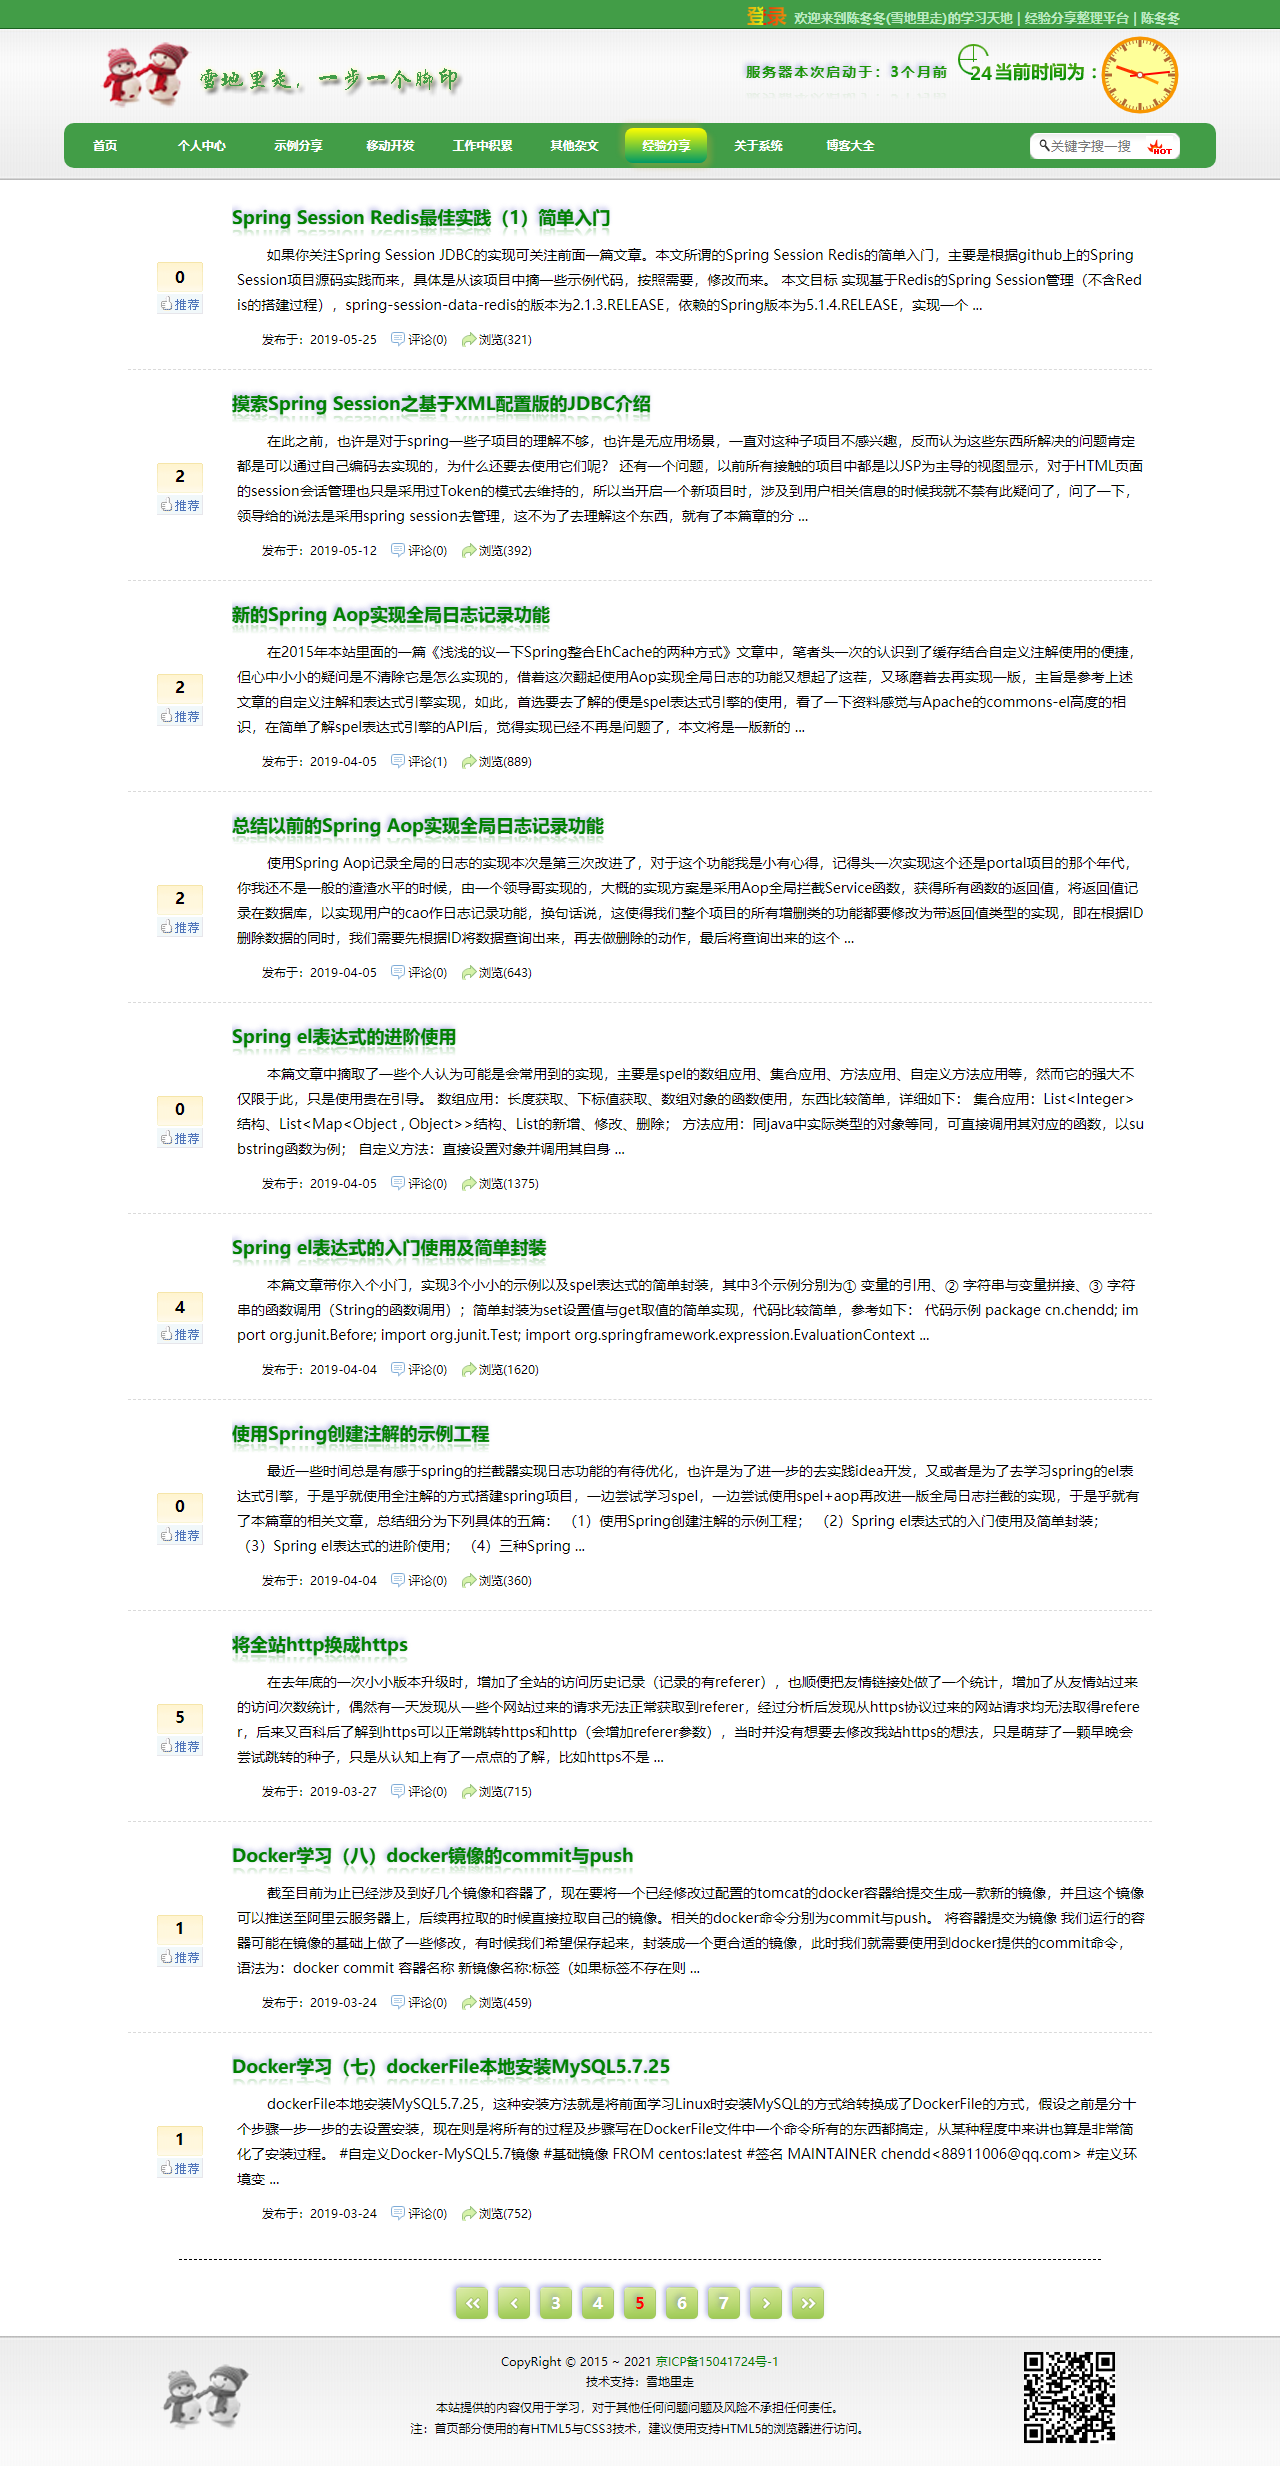 登录 欢迎来到陈冬冬(雪地里走)的学习天地 | 经验分享整理平台 | 陈冬冬
雪地里走，一步一个脚印
服务器本次启动于：3个月前
24 当前时间为：
首页 个人中心 示例分享 移动开发 工作中积累 其他杂文 经验分享 关于系统 博客大全 关键字搜一搜 HOT
Spring Session Redis最佳实践（1）简单入门
如果你关注Spring Session JDBC的实现可关注前面一篇文章。本文所谓的Spring Session Redis的简单入门，主要是根据github上的Spring
Session项目源码实践而来，具体是从该项目中摘一些示例代码，按照需要，修改而来。 本文目标 实现基于Redis的Spring Session管理（不含Red
is的搭建过程），spring-session-data-redis的版本为2.1.3.RELEASE，依赖的Spring版本为5.1.4.RELEASE，实现一个 ...
0
推荐
发布于：2019-05-25 评论(0) 浏览(321)
摸索Spring Session之基于XML配置版的JDBC介绍
在此之前，也许是对于spring一些子项目的理解不够，也许是无应用场景，一直对这种子项目不感兴趣，反而认为这些东西所解决的问题肯定
都是可以通过自己编码去实现的，为什么还要去使用它们呢？ 还有一个问题，以前所有接触的项目中都是以JSP为主导的视图显示，对于HTML页面
的session会话管理也只是采用过Token的模式去维持的，所以当开启一个新项目时，涉及到用户相关信息的时候我就不禁有此疑问了，问了一下，
领导给的说法是采用spring session去管理，这不为了去理解这个东西，就有了本篇章的分 ...
2
推荐
发布于：2019-05-12 评论(0) 浏览(392)
新的Spring Aop实现全局日志记录功能
在2015年本站里面的一篇《浅浅的议一下Spring整合EhCache的两种方式》文章中，笔者头一次的认识到了缓存结合自定义注解使用的便捷，
但心中小小的疑问是不清除它是怎么实现的，借着这次翻起使用Aop实现全局日志的功能又想起了这茬，又琢磨着去再实现一版，主旨是参考上述
文章的自定义注解和表达式引擎实现，如此，首选要去了解的便是spel表达式引擎的使用，看了一下资料感觉与Apache的commons-el高度的相
识，在简单了解spel表达式引擎的API后，觉得实现已经不再是问题了，本文将是一版新的 ...
2
推荐
发布于：2019-04-05 评论(1) 浏览(889)
总结以前的Spring Aop实现全局日志记录功能
使用Spring Aop记录全局的日志的实现本次是第三次改进了，对于这个功能我是小有心得，记得头一次实现这个还是portal项目的那个年代，
你我还不是一般的渣渣水平的时候，由一个领导哥实现的，大概的实现方案是采用Aop全局拦截Service函数，获得所有函数的返回值，将返回值记
录在数据库，以实现用户的cao作日志记录功能，换句话说，这使得我们整个项目的所有增删类的功能都要修改为带返回值类型的实现，即在根据ID
删除数据的同时，我们需要先根据ID将数据查询出来，再去做删除的动作，最后将查询出来的这个 ...
2
推荐
发布于：2019-04-05 评论(0) 浏览(643)
Spring el表达式的进阶使用
本篇文章中摘取了一些个人认为可能是会常用到的实现，主要是spel的数组应用、集合应用、方法应用、自定义方法应用等，然而它的强大不
仅限于此，只是使用贵在引导。 数组应用：长度获取、下标值获取、数组对象的函数使用，东西比较简单，详细如下： 集合应用：List<Integer>
结构、List<Map<Object , Object>>结构、List的新增、修改、删除； 方法应用：同java中实际类型的对象等同，可直接调用其对应的函数，以su
bstring函数为例； 自定义方法：直接设置对象并调用其自身 ...
0
推荐
发布于：2019-04-05 评论(0) 浏览(1375)
Spring el表达式的入门使用及简单封装
本篇文章带你入个小门，实现3个小小的示例以及spel表达式的简单封装，其中3个示例分别为① 变量的引用、② 字符串与变量拼接、③ 字符
串的函数调用（String的函数调用）；简单封装为set设置值与get取值的简单实现，代码比较简单，参考如下： 代码示例 package cn.chendd; im
port org.junit.Before; import org.junit.Test; import org.springframework.expression.EvaluationContext ...
4
推荐
发布于：2019-04-04 评论(0) 浏览(1620)
使用Spring创建注解的示例工程
最近一些时间总是有感于spring的拦截器实现日志功能的有待优化，也许是为了进一步的去实践idea开发，又或者是为了去学习spring的el表
达式引擎，于是乎就使用全注解的方式搭建spring项目，一边尝试学习spel，一边尝试使用spel+aop再改进一版全局日志拦截的实现，于是乎就有
了本篇章的相关文章，总结细分为下列具体的五篇： （1）使用Spring创建注解的示例工程； （2）Spring el表达式的入门使用及简单封装；
（3）Spring el表达式的进阶使用； （4）三种Spring ...
0
推荐
发布于：2019-04-04 评论(0) 浏览(360)
将全站http换成https
在去年底的一次小小版本升级时，增加了全站的访问历史记录（记录的有referer），也顺便把友情链接处做了一个统计，增加了从友情站过来
的访问次数统计，偶然有一天发现从一些个网站过来的请求无法正常获取到referer，经过分析后发现从https协议过来的网站请求均无法取得refere
r，后来又百科后了解到https可以正常跳转https和http（会增加referer参数），当时并没有想要去修改我站https的想法，只是萌芽了一颗早晚会
尝试跳转的种子，只是从认知上有了一点点的了解，比如https不是 ...
5
推荐
发布于：2019-03-27 评论(0) 浏览(715)
Docker学习（八）docker镜像的commit与push
截至目前为止已经涉及到好几个镜像和容器了，现在要将一个已经修改过配置的tomcat的docker容器给提交生成一款新的镜像，并且这个镜像
可以推送至阿里云服务器上，后续再拉取的时候直接拉取自己的镜像。相关的docker命令分别为commit与push。 将容器提交为镜像 我们运行的容
器可能在镜像的基础上做了一些修改，有时候我们希望保存起来，封装成一个更合适的镜像，此时我们就需要使用到docker提供的commit命令，
语法为：docker commit 容器名称 新镜像名称:标签（如果标签不存在则 ...
1
推荐
发布于：2019-03-24 评论(0) 浏览(459)
Docker学习（七）dockerFile本地安装MySQL5.7.25
dockerFile本地安装MySQL5.7.25，这种安装方法就是将前面学习Linux时安装MySQL的方式给转换成了DockerFile的方式，假设之前是分十
个步骤一步一步的去设置安装，现在则是将所有的过程及步骤写在DockerFile文件中一个命令所有的东西都搞定，从某种程度中来讲也算是非常简
化了安装过程。 #自定义Docker-MySQL5.7镜像 #基础镜像 FROM centos:latest #签名 MAINTAINER chendd<88911006@qq.com> #定义环
境变 ...
1
推荐
发布于：2019-03-24 评论(0) 浏览(752)
<< < 3 4 5 6 7 > >>
CopyRight © 2015 ~ 2021 京ICP备15041724号-1
技术支持：雪地里走
本站提供的内容仅用于学习，对于其他任何问题问题及风险不承担任何责任。
注：首页部分使用的有HTML5与CSS3技术，建议使用支持HTML5的浏览器进行访问。